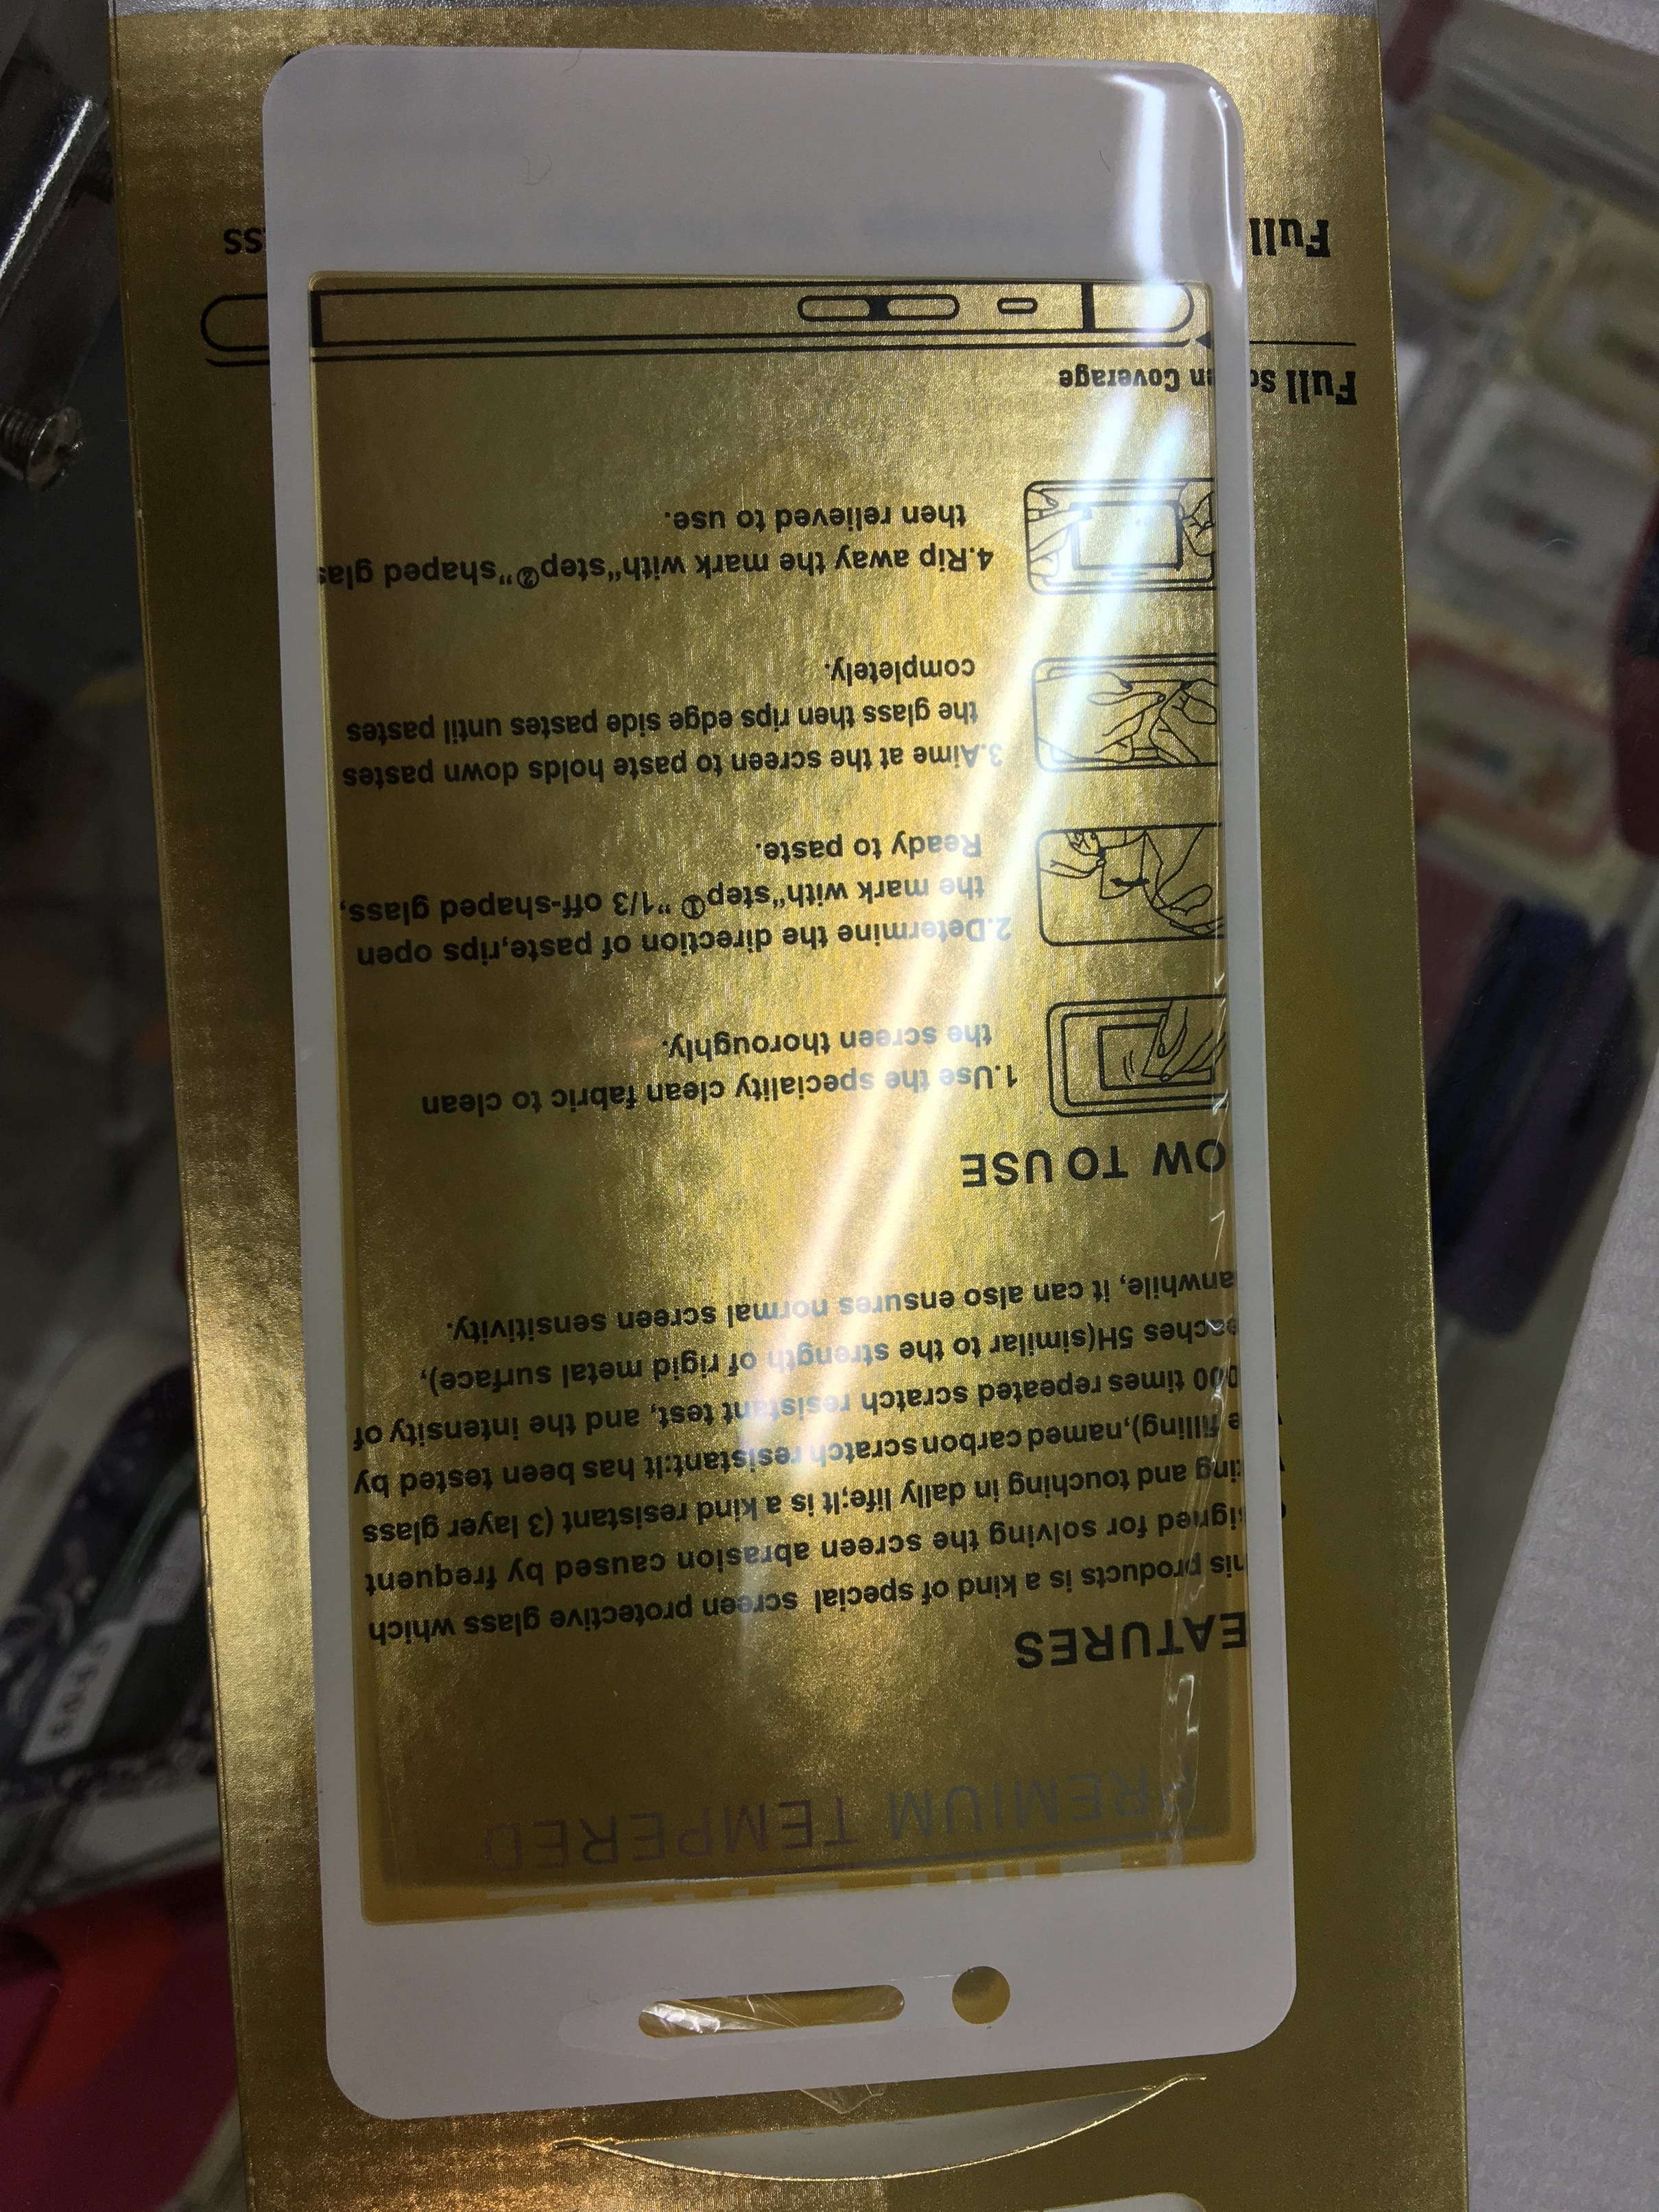 PREMIUM TEMPERED
EATURES
his products is a kind of special screen protective glass which
signed for solving the screen abrasion caused by frequent
king and touching in dally life;It is a kind resistant (3 layer glass
e filling),named carbon scratch resistant:It has been tested by
000 times repeated scratch resistant test, and the intensity of
eaches 5H(similar to the strength of rigid metal surface),
anwhile, it can also ensures normal screen sensitivity.
OW TO USE
1.Use the speciality clean fabric to clean
the screen thoroughly.
2.Determine the direction of paste,rips open
the mark with"step①"1/3 off-shaped glass,
Ready to paste.
3.Aime at the screen to paste holds down pastes
the glass then rips edge side pastes until pastes
completely.
4.Rip away the mark with"step②"shaped glas
then relieved to use.
Full sc n Coverage
Full ss